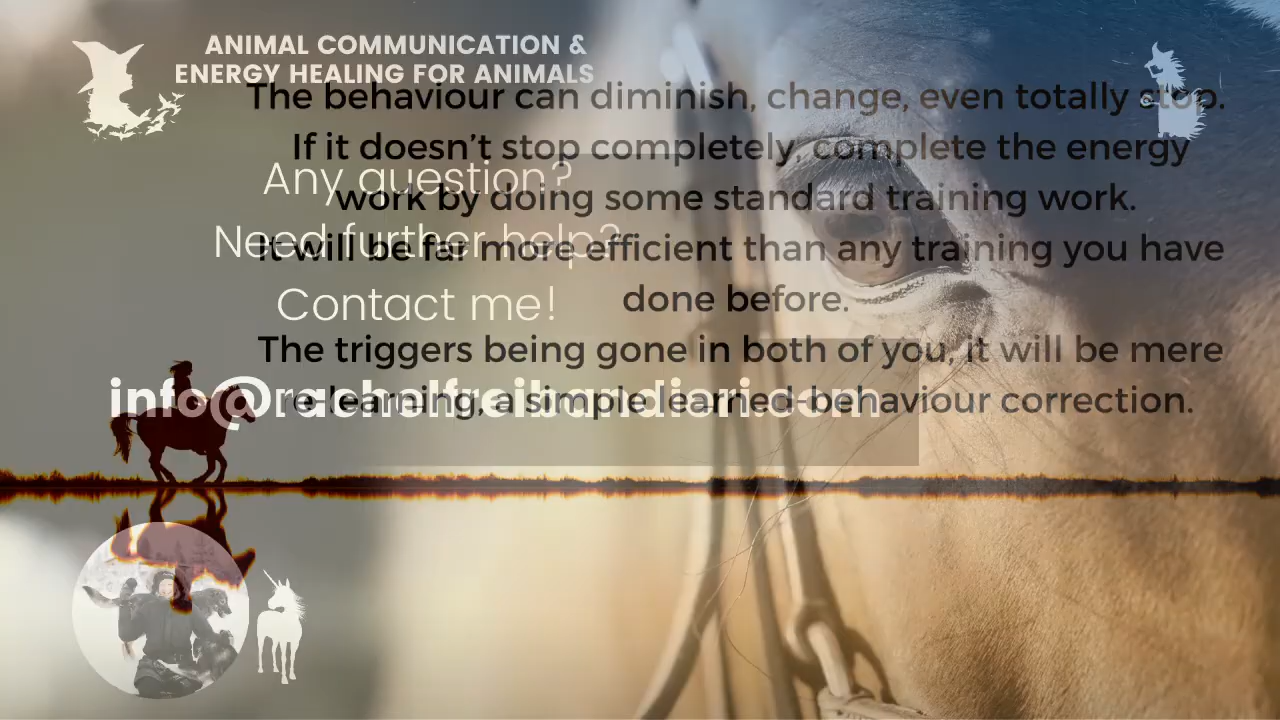 ANIMAL COMMUNICATION &
ENERGY HEALING FOR ANIMALS
The behaviour can diminish, change, even totally stop.
If it doesn't stop completely, complete the energy
work by doing some standard training work.
It will be far more efficient than any training you have
done before.
The triggers being gone in both of you, it will be mere
re-learning, a simple learned-behaviour correction.
Any question?
Need further help?
Contact me!
info@rachelfreibandiari.com